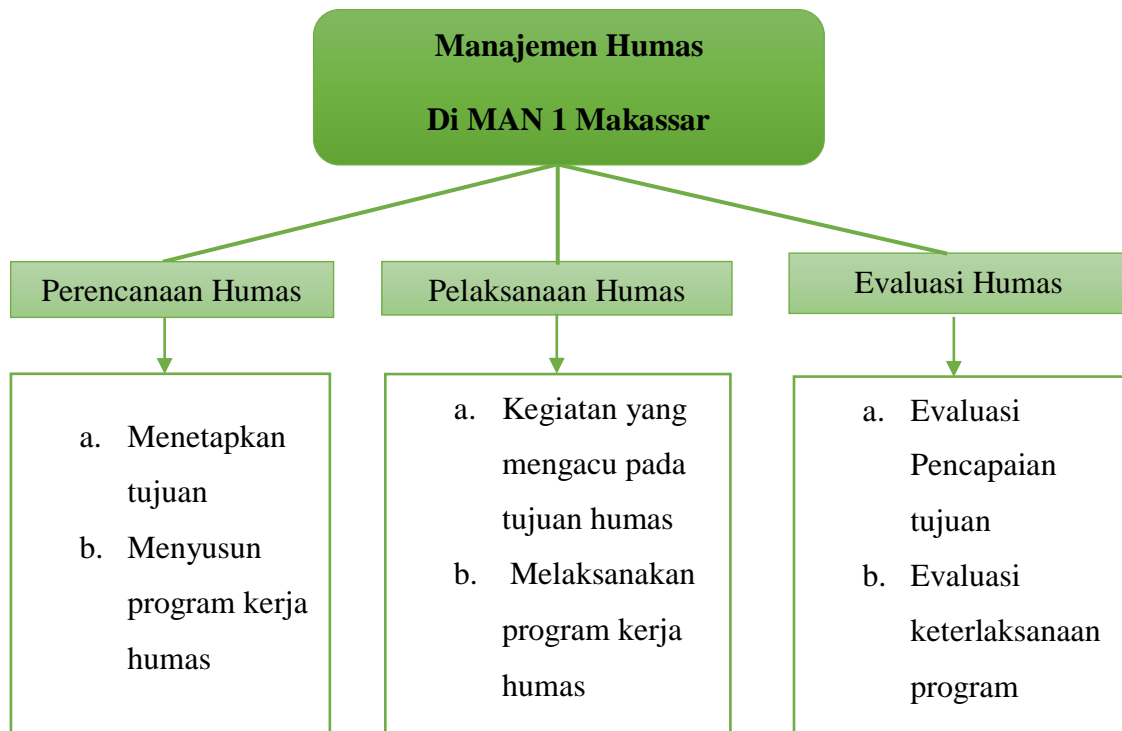 Manajemen Humas
Di MAN 1 Makassar
Perencanaan Humas
Pelaksanaan Humas
Evaluasi Humas
a. Menetapkan
tujuan
b. Menyusun
program kerja
humas
a. Kegiatan yang
mengacu pada
tujuan humas
b. Melaksanakan
program kerja
humas
a. Evaluasi
Pencapaian
tujuan
b. Evaluasi
keterlaksanaan
program